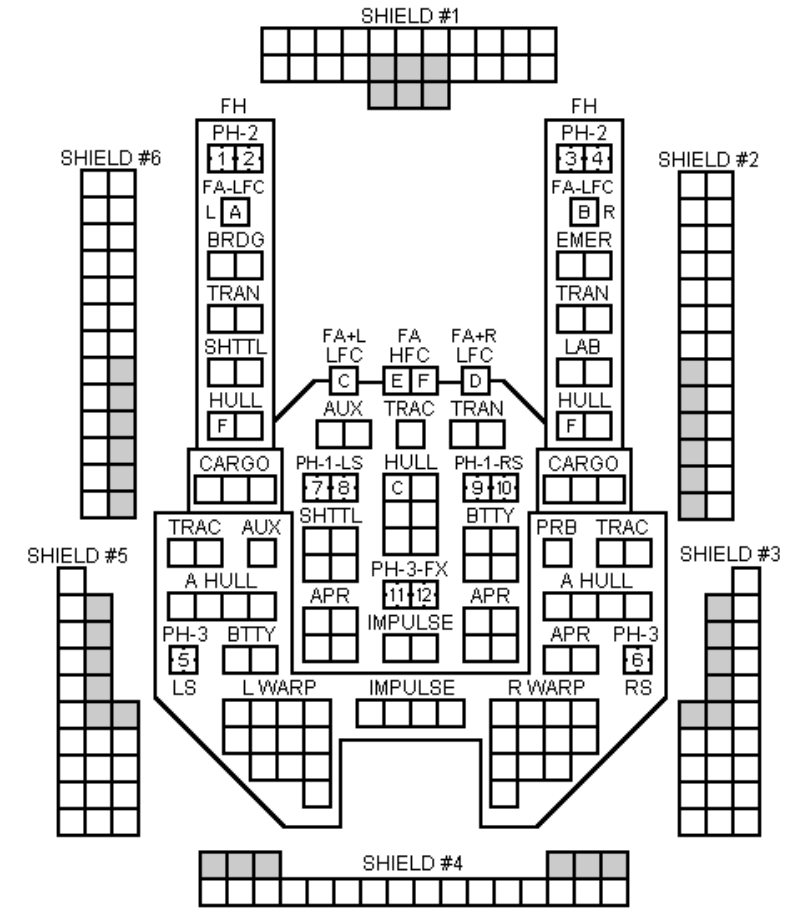 SHIELD #1
FH
FH
PH-2
PH-2
1 2
3 4
SHIELD #6
SHIELD #2
FA-LFC
FA-LFC
L A
B R
BRDG
EMER
TRAN
TRAN
FA+L
LFC
FA
HFC
FA+R
LFC
SHTTL
LAB
C
E F
D
HULL
HULL
F
F
AUX
TRAC
TRAN
CARGO
PH-1-LS
HULL
PH-1-RS
CARGO
7 8
C
9 10
SHTTL
BTTY
TRAC
AUX
PRB
TRAC
SHIELD #5
SHIELD #3
PH-3-FX
A HULL
A HULL
11 12
APR
APR
IMPULSE
PH-3
BTTY
APR
PH-3
5
6
LS
L WARP
IMPULSE
R WARP
RS
SHIELD #4